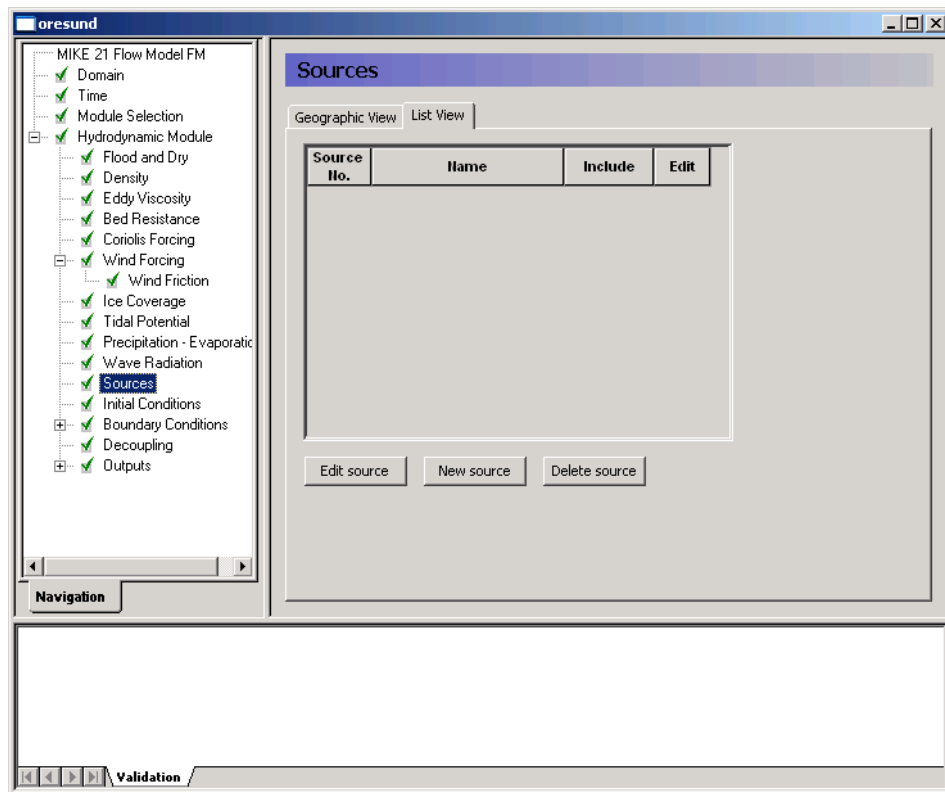 oresund
MIKE 21 Flow Model FM
Domain
Time
Module Selection
Hydrodynamic Module
Flood and Dry
Density
Eddy Viscosity
Bed Resistance
Coriolis Forcing
Wind Forcing
Wind Friction
Ice Coverage
Tidal Potential
Precipitation - Evaporatic
Wave Radiation
Sources
Initial Conditions
Boundary Conditions
Decoupling
Outputs
Navigation
Sources
Geographic View
List View
Source
No.
Name
Include
Edit
Edit source
New source
Delete source
Validation